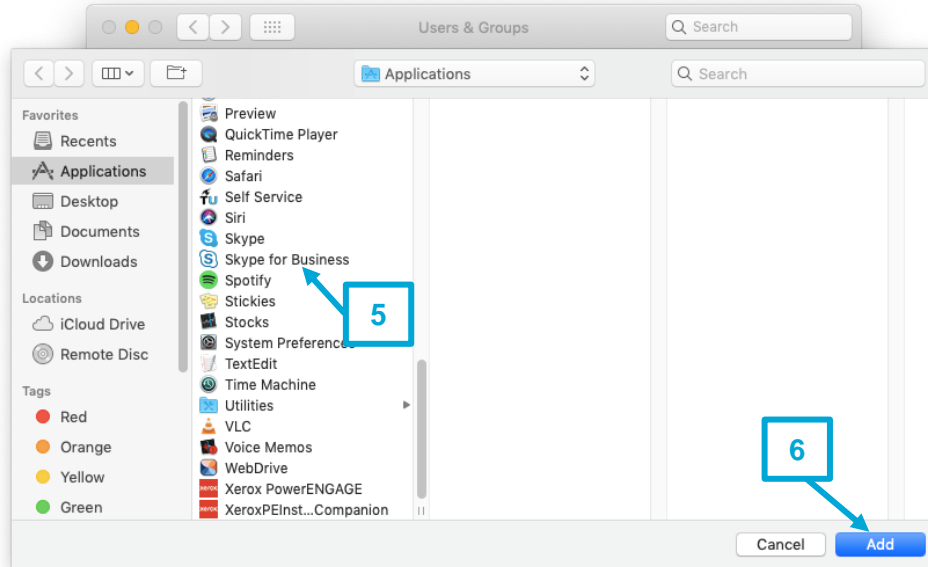 Users & Groups
Search
Applications
Search
Favorites
Recents
Applications
Desktop
Documents
Downloads
Locations
iCloud Drive
Remote Disc
Tags
Red
Orange
Yellow
Green
Preview
QuickTime Player
Reminders
Safari
Self Service
Siri
Skype
Skype for Business
Spotify
Stickies
Stocks
System Preferences
TextEdit
Time Machine
Utilities
VLC
Voice Memos
WebDrive
xerox
Xerox PowerENGAGE
xerox
XeroxPEInst...Companion
5
6
Cancel
Add